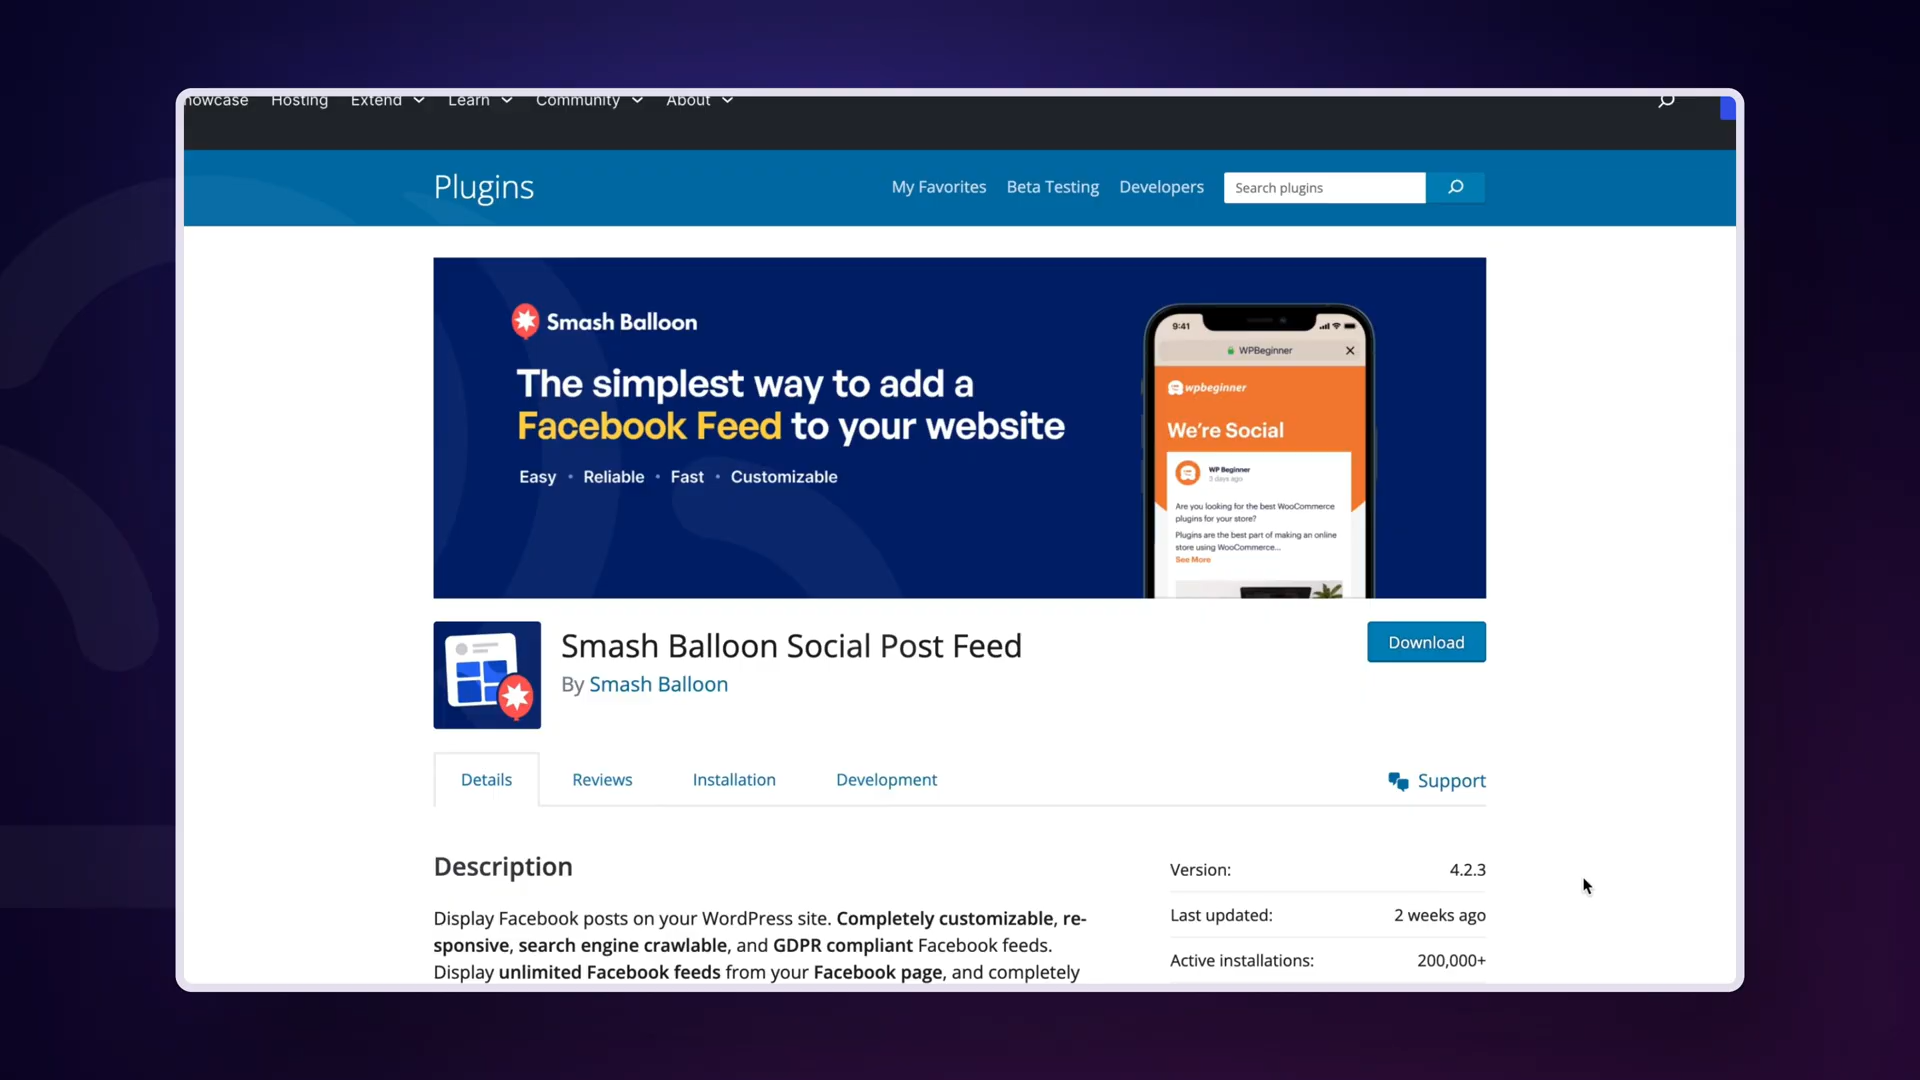 Hosting Extend Learn Community About
Plugins
My Favorites Beta Testing Developers Search plugins
Smash Balloon
The simplest way to add a
Facebook Feed to your website
Easy • Reliable • Fast • Customizable
9:41
WPBeginner
wpbeginner
We're Social
WP Beginner
3 days ago
Are you looking for the best WooCommerce
plugins for your store?
Plugins are the best part of making an online
store using WooCommerce...
See More
Smash Balloon Social Post Feed
By Smash Balloon
Download
Details Reviews Installation Development
Support
Description
Display Facebook posts on your WordPress site. Completely customizable, re-
sponsive, search engine crawlable, and GDPR compliant Facebook feeds.
Display unlimited Facebook feeds from your Facebook page, and completely
Version: 4.2.3
Last updated: 2 weeks ago
Active installations: 200,000+